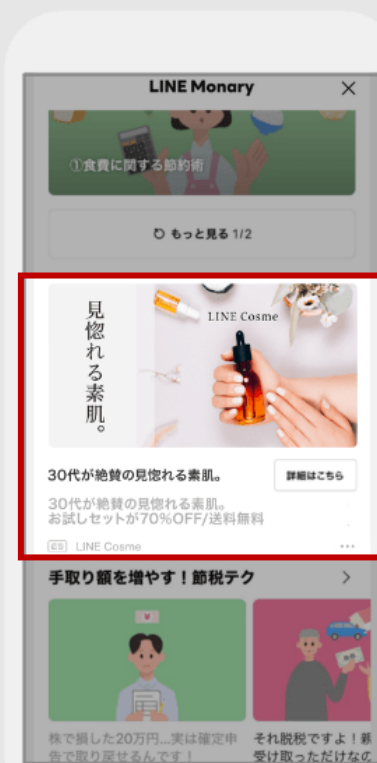 LINE Monary
①食費に関する節約術
もっと見る 1/2
見惚れる素肌。
LINE Cosme
30代が絶賛の見惚れる素肌。
詳細はこちら
30代が絶賛の見惚れる素肌。
お試しセットが70%OFF/送料無料
広告 LINE Cosme
手取り額を増やす!節税テク
株で損した20万円...実は確定申
告で取り戻せるんです!
それ脱税ですよ!親
受け取っただけなの